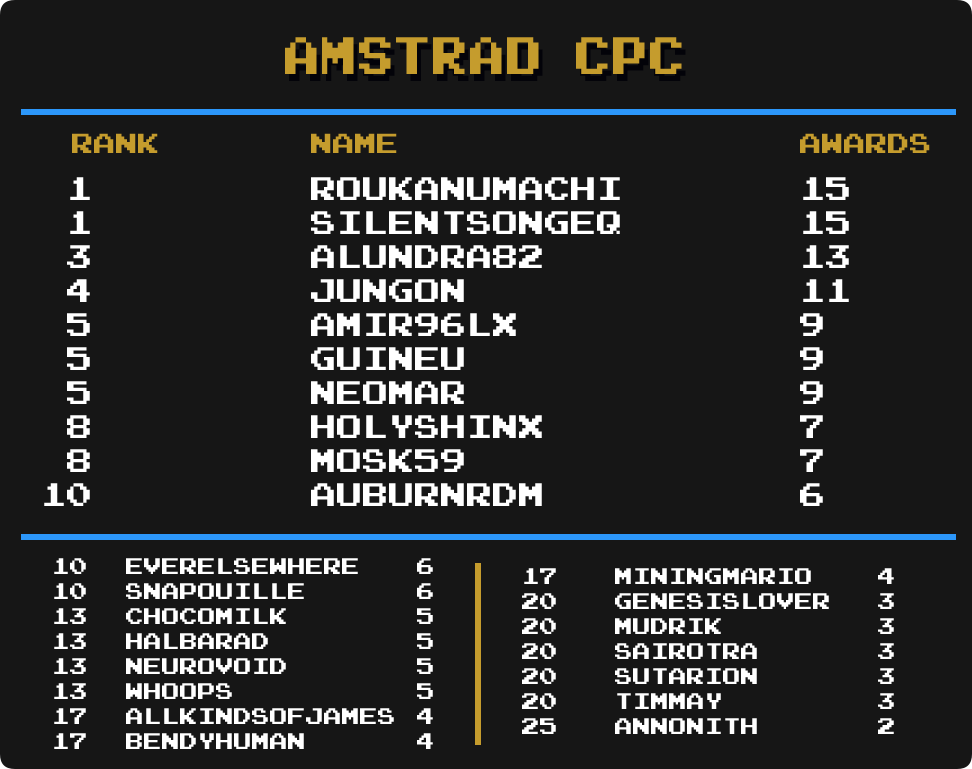 AMSTRAD CPC
RANK NAME AWARDS
1 ROUKANUMACHI 15
1 SILENTSONGEQ 15
3 ALUNDRA82 13
4 JUNGON 11
5 AMIR96LX 9
5 GUINEU 9
5 NEOMAR 9
8 HOLYSHINX 7
8 MOSK59 7
10 AUBURNRDM 6
10 EVERELSEWHERE 6
10 SNAPOUILLE 6
13 CHOCOMILK 5
13 HALBARAD 5
13 NEUROVOID 5
13 WHOOPS 5
17 ALLKINDSOFJAMES 4
17 BENDYHUMAN 4
17 MININGMARIO 4
20 GENESISLOVER 3
20 MUDRIK 3
20 SAIROTRA 3
20 SUTARION 3
20 TIMMAY 3
25 ANNONITH 2